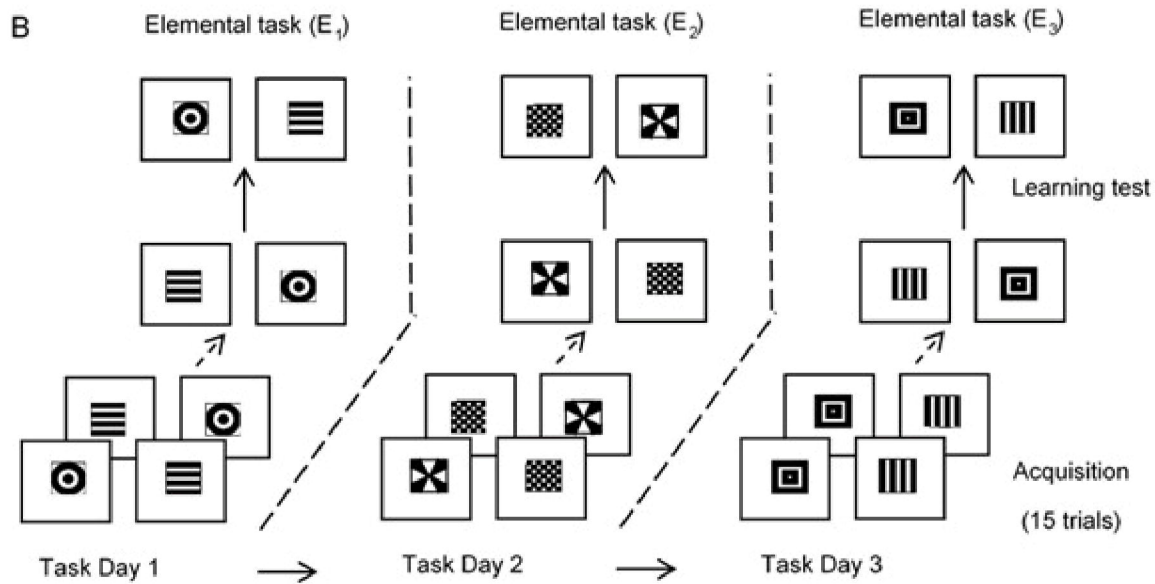 B
Elemental task (E₁)
Elemental task (E₂)
Elemental task (E₃)
Learning test
Acquisition
(15 trials)
Task Day 1
Task Day 2
Task Day 3